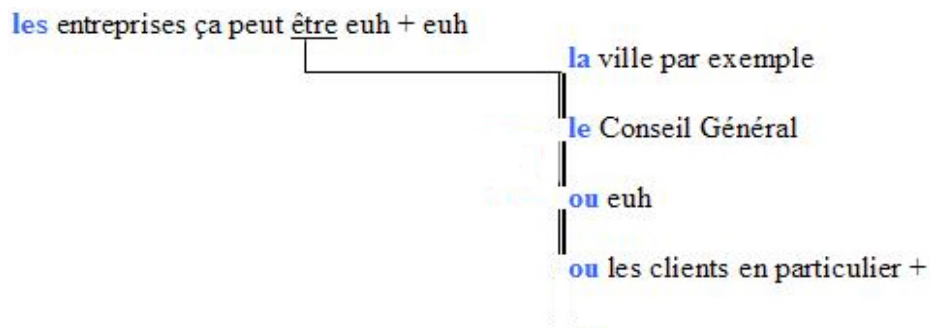 les entreprises ça peut être euh + euh
la ville par exemple
le Conseil Général
ou euh
ou les clients en particulier +